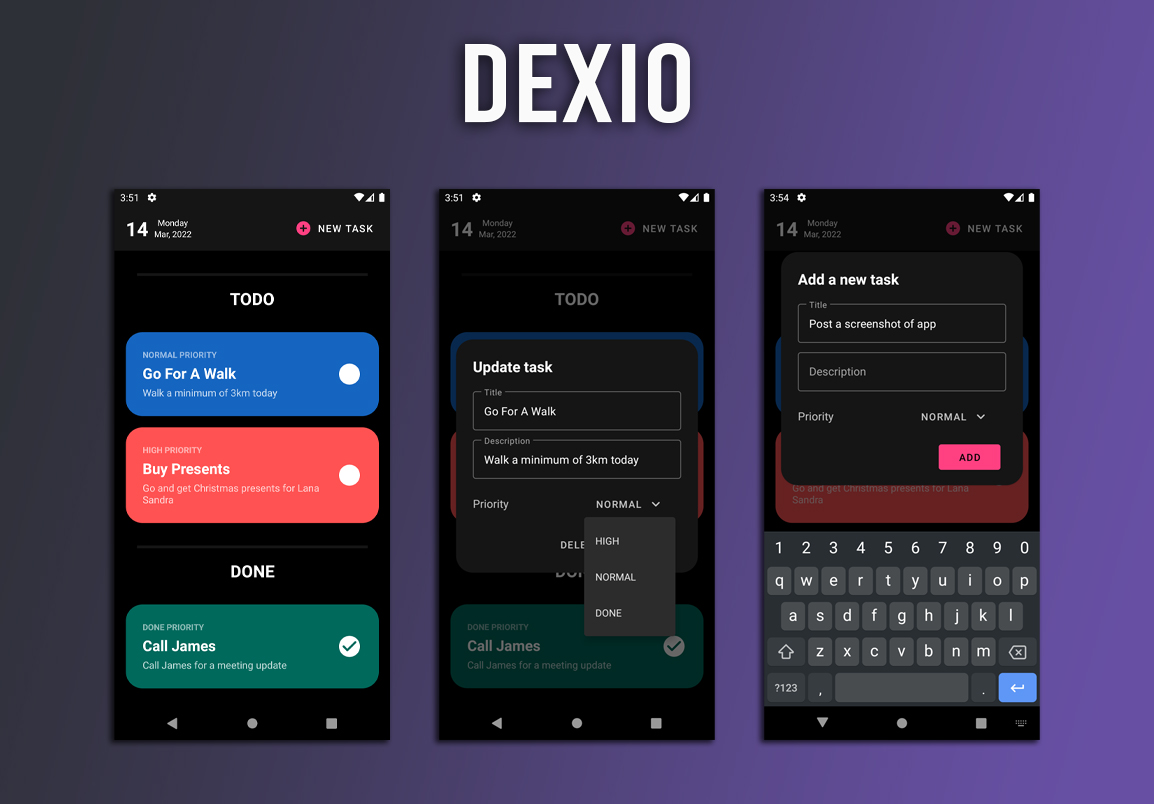 DEXIO
3:51
14
Monday
Mar, 2022
NEW TASK
TODO
NORMAL PRIORITY
Go For A Walk
Walk a minimum of 3km today
HIGH PRIORITY
Buy Presents
Go and get Christmas presents for Lana
Sandra
DONE
DONE PRIORITY
Call James
Call James for a meeting update
3:51
14
Monday
Mar, 2022
NEW TASK
TODO
Update task
Title
Go For A Walk
Description
Walk a minimum of 3km today
Priority
NORMAL
HIGH
NORMAL
DONE
DELE
DONE PRIORITY
Call James
Call James for a meeting update
3:54
14
Monday
Mar, 2022
NEW TASK
Add a new task
Title
Post a screenshot of app
Description
Priority
NORMAL
ADD
Go and get Christmas presents for Lana
Sandra
1 2 3 4 5 6 7 8 9 0
q w e r t y u i o p
a s d f g h j k l
z x c v b n m
?123 , .